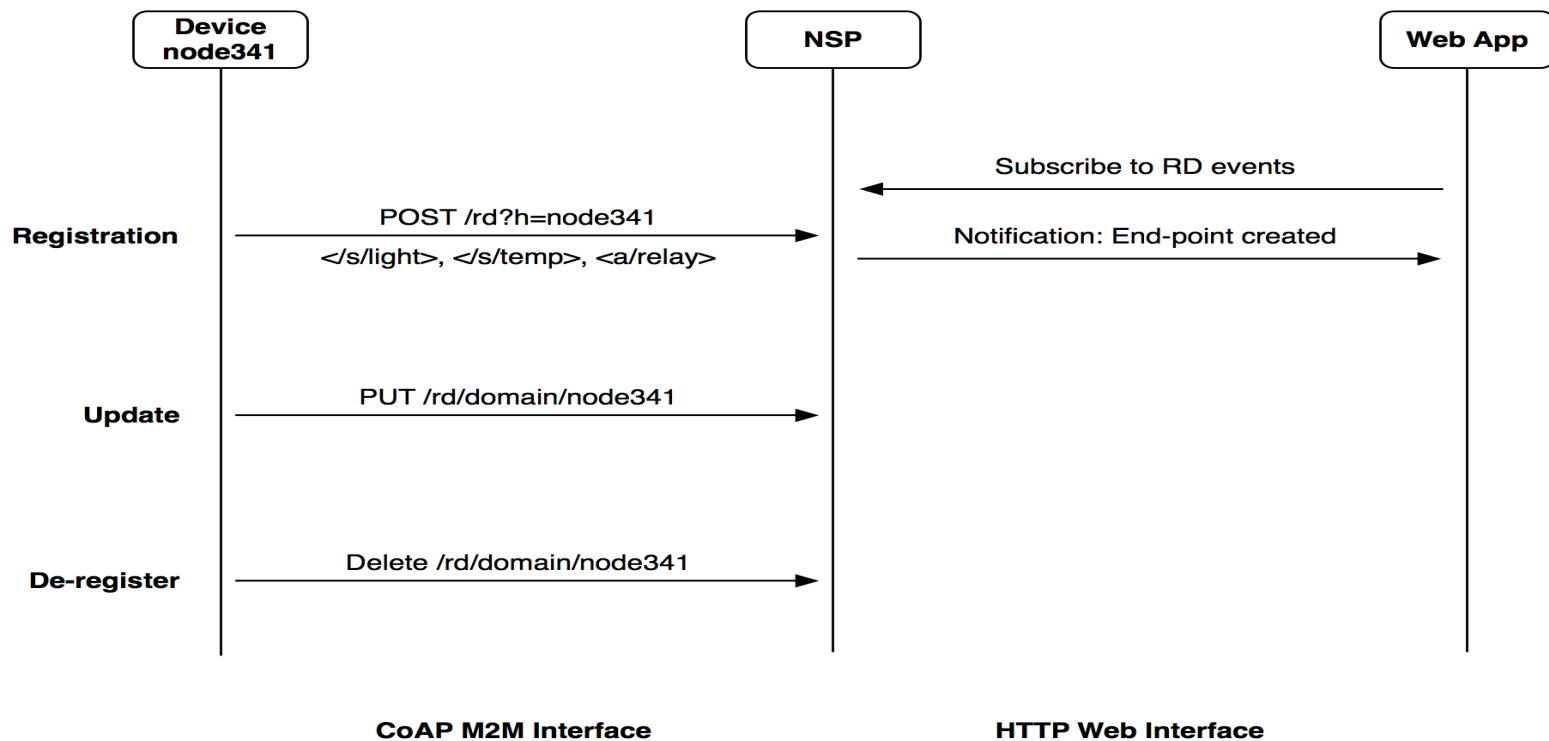 Device
node341
NSP
Web App
Subscribe to RD events
Registration
POST /rd?h=node341
</s/light>, </s/temp>, <a/relay>
Notification: End-point created
Update
PUT /rd/domain/node341
De-register
Delete /rd/domain/node341
CoAP M2M Interface
HTTP Web Interface